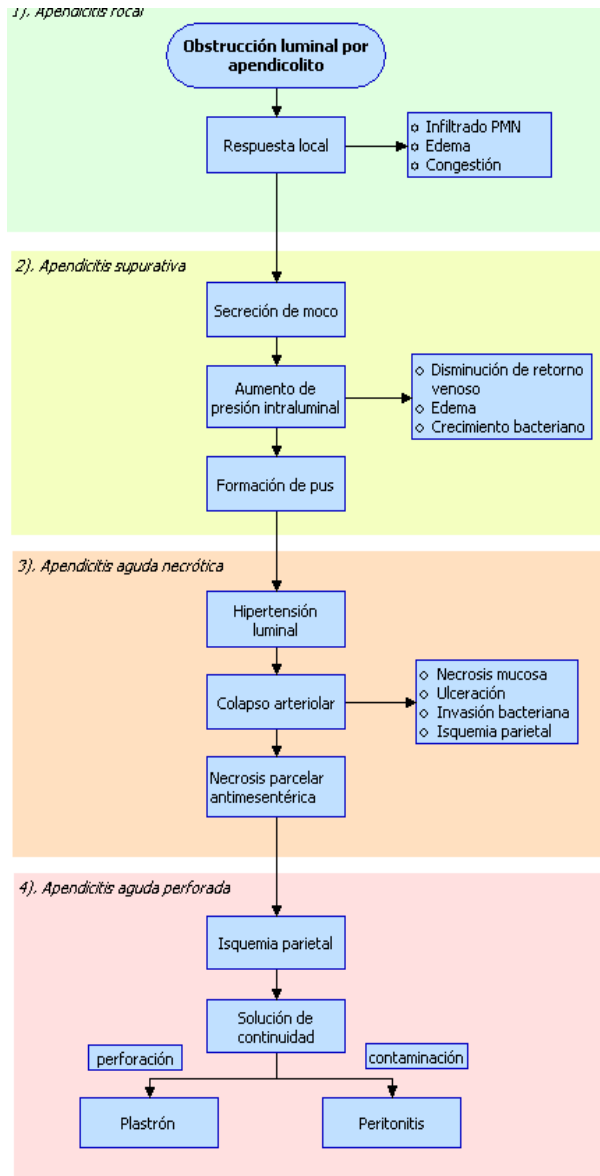 1). Apendicitis focal
Obstrucción luminal por
apendicolito
Respuesta local
Infiltrado PMN
Edema
Congestión
2). Apendicitis supurativa
Secreción de moco
Aumento de
presión intraluminal
Disminución de retorno
venoso
Edema
Crecimiento bacteriano
Formación de pus
3). Apendicitis aguda necrótica
Hipertensión
luminal
Colapso arteriolar
Necrosis mucosa
Ulceración
Invasión bacteriana
Isquemia parietal
Necrosis parcelar
antimesentérica
4). Apendicitis aguda perforada
Isquemia parietal
Solución de
continuidad
perforación
contaminación
Plastrón
Peritonitis